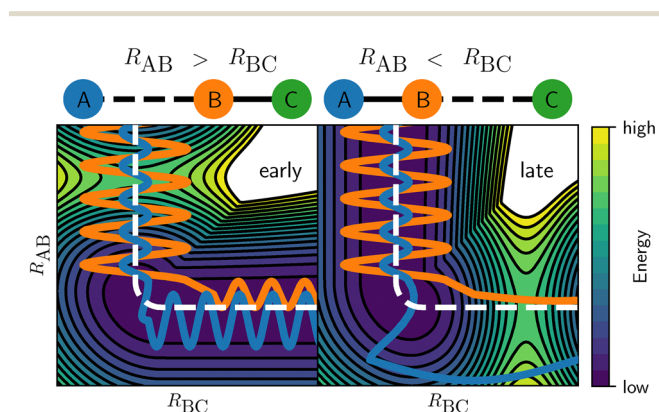 R_AB > R_BC R_AB < R_BC
A B C A B C
early late
high
R_AB
Energy
low
R_BC R_BC